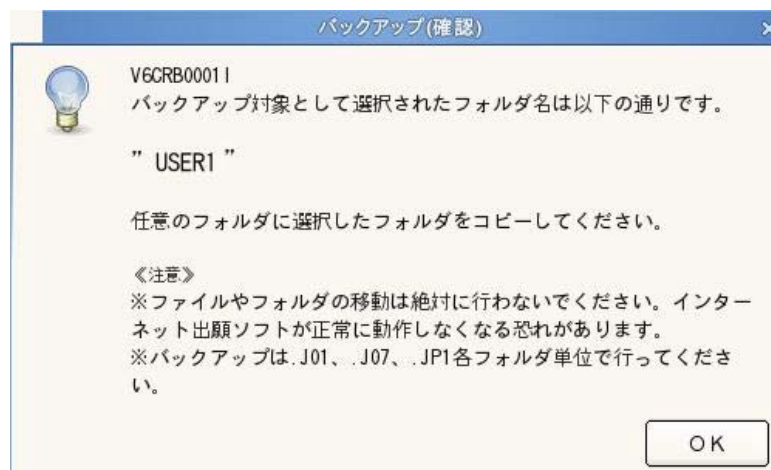 バックアップ(確認)
×
V6CRB0001I
バックアップ対象として選択されたフォルダ名は以下の通りです。
” USER1 ”
任意のフォルダに選択したフォルダをコピーしてください。
《注意》
※ファイルやフォルダの移動は絶対に行わないでください。インター
ネット出願ソフトが正常に動作しなくなる恐れがあります。
※バックアップは.J01、.J07、.JP1各フォルダ単位で行ってくださ
い。
OK